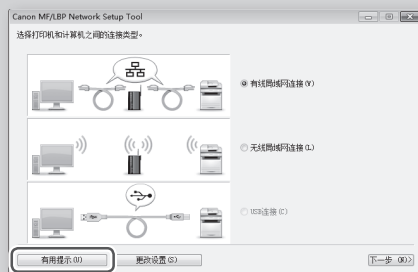 Canon MF/LBP Network Setup Tool
选择打印机和计算机之间的连接类型。
有线局域网连接(W)
无线局域网连接(L)
USB连接(C)
有用提示(U)
更改设置(S)
下一步 (N)>